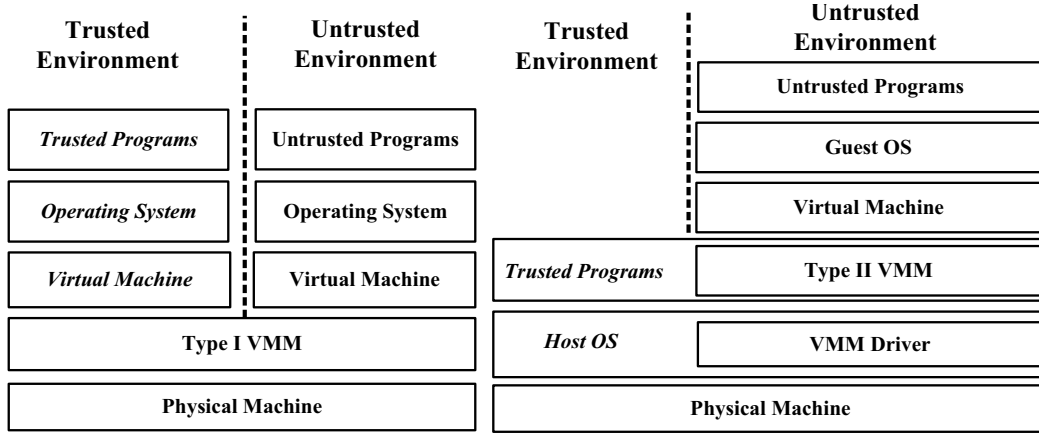 Trusted
Environment
Untrusted
Environment
Trusted Programs
Untrusted Programs
Operating System
Operating System
Virtual Machine
Virtual Machine
Type I VMM
Physical Machine
Trusted
Environment
Untrusted
Environment
Untrusted Programs
Guest OS
Virtual Machine
Trusted Programs
Type II VMM
Host OS
VMM Driver
Physical Machine